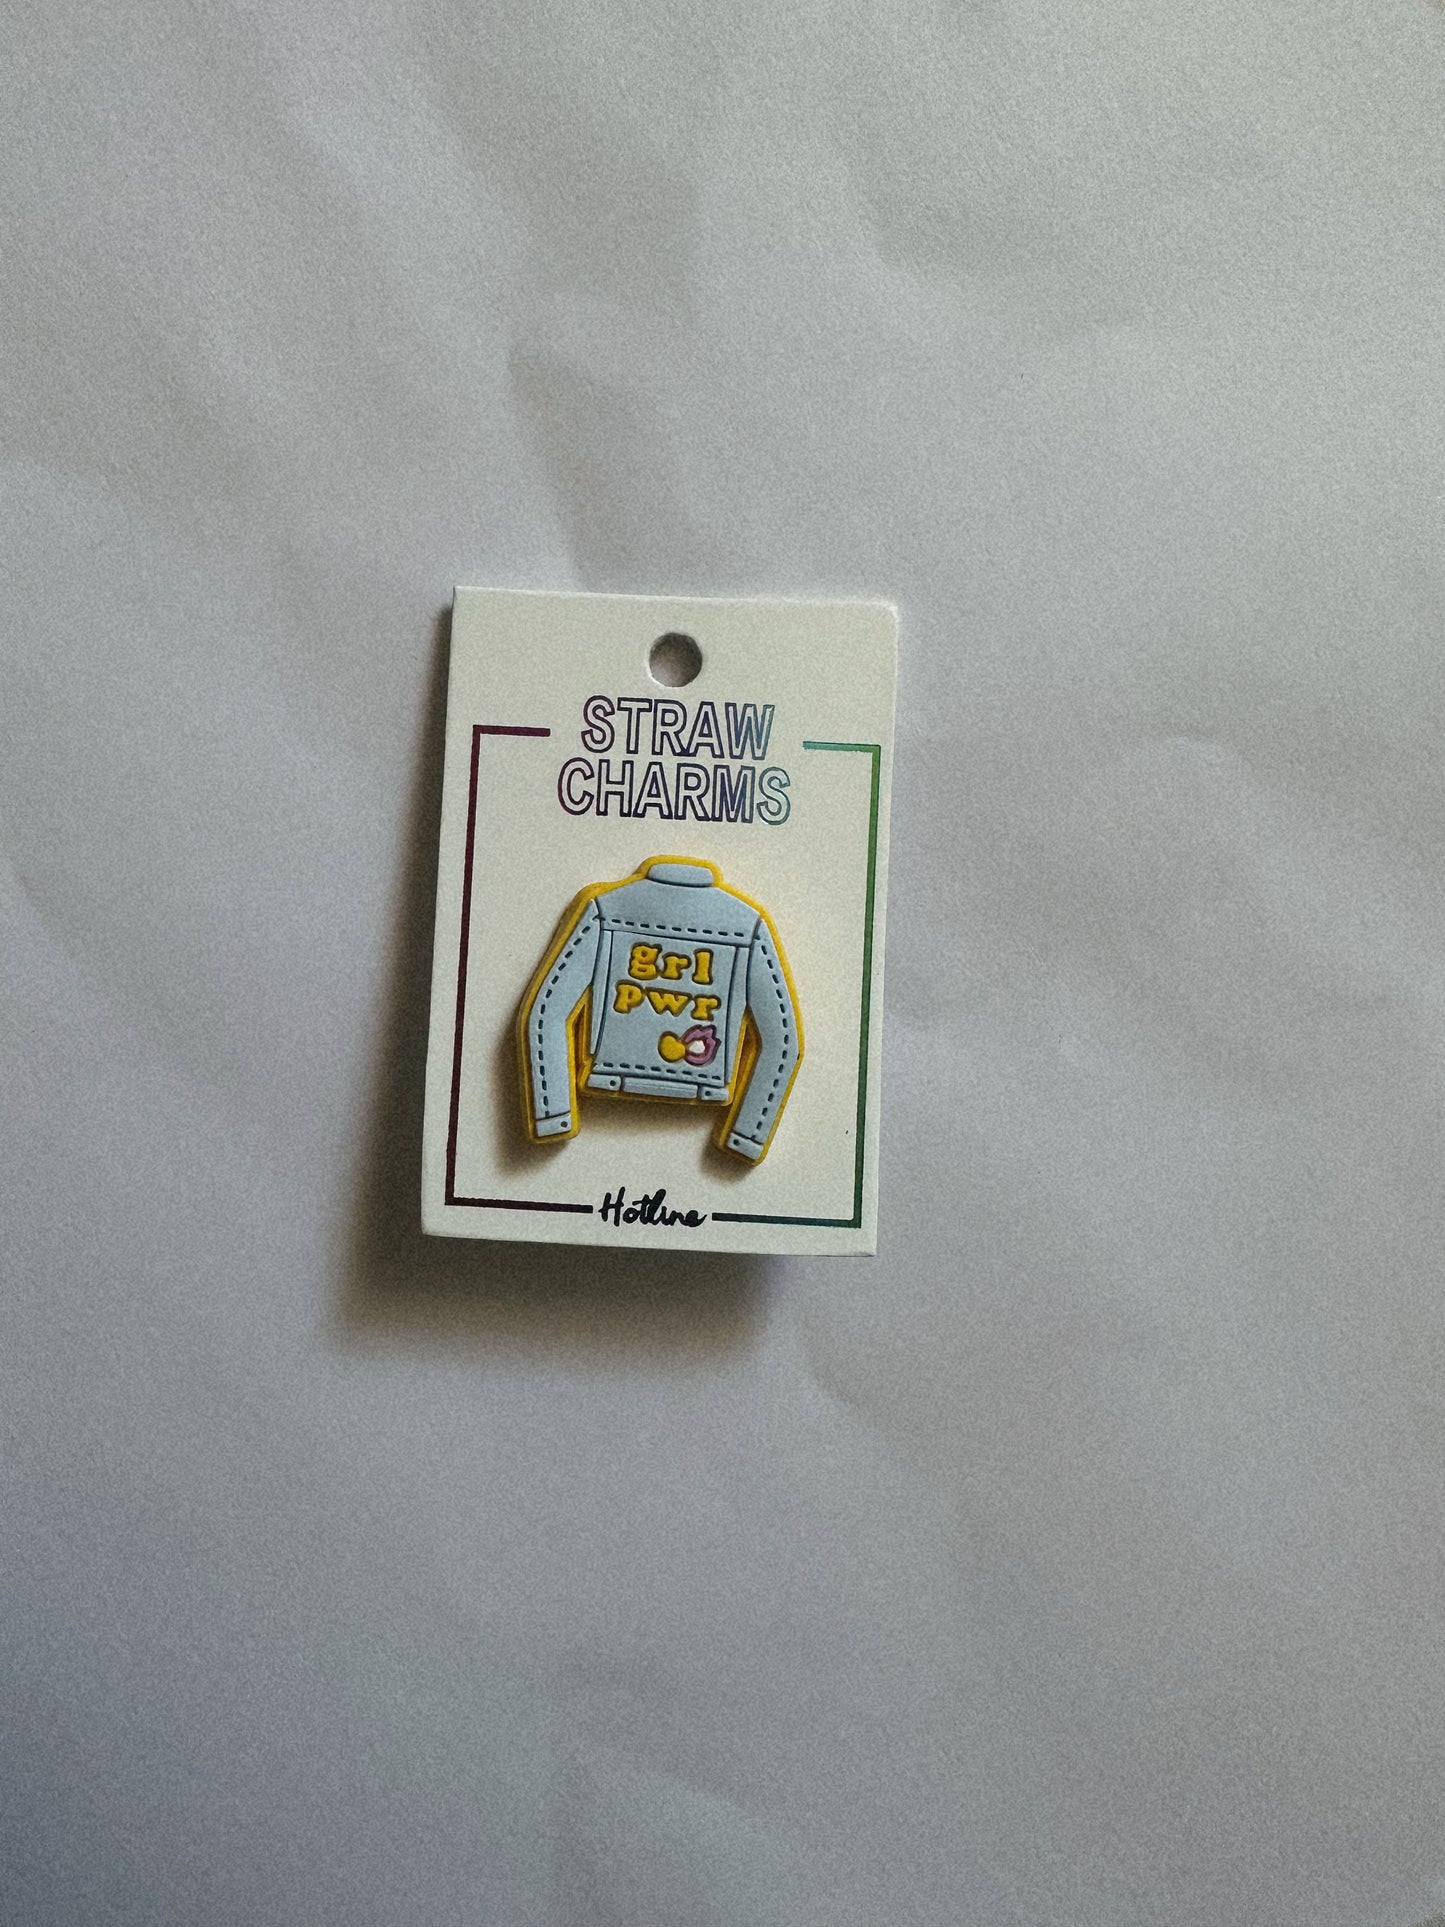 STRAW
CHARMS
grl
pwr
Hotline